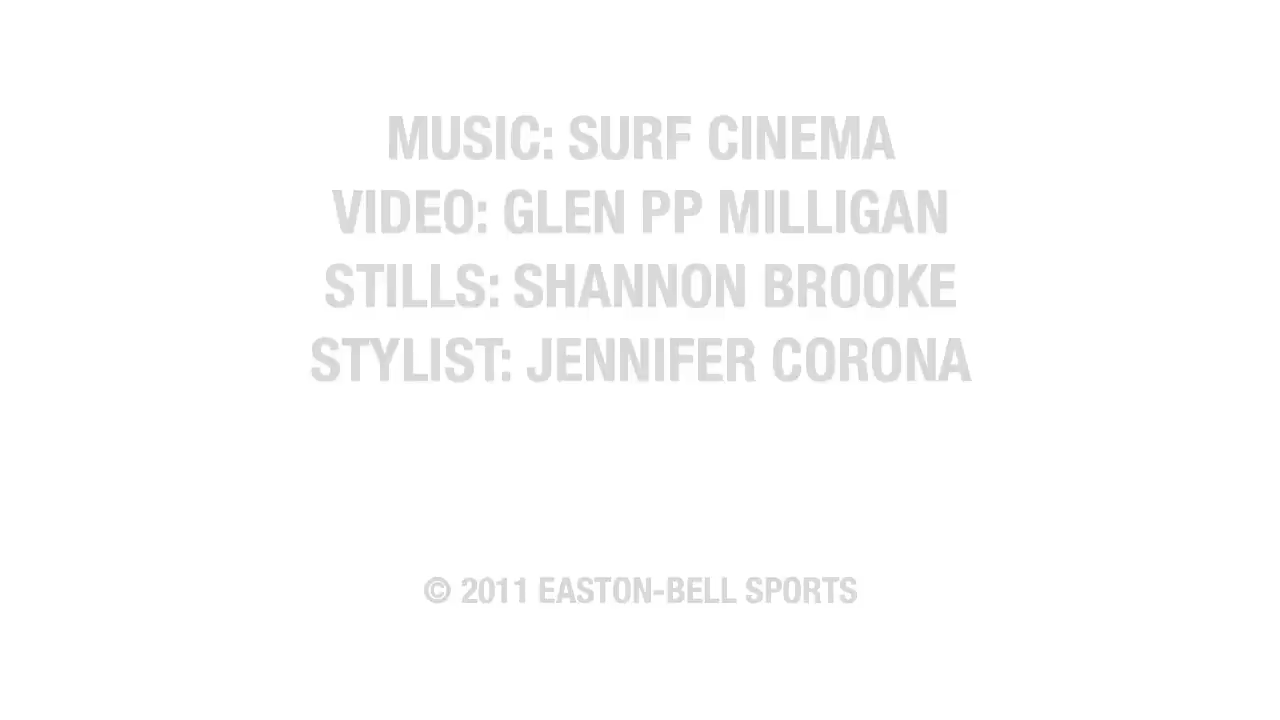 MUSIC: SURF CINEMA
VIDEO: GLEN PP MILLIGAN
STILLS: SHANNON BROOKE
STYLIST: JENNIFER CORONA
© 2011 EASTON-BELL SPORTS